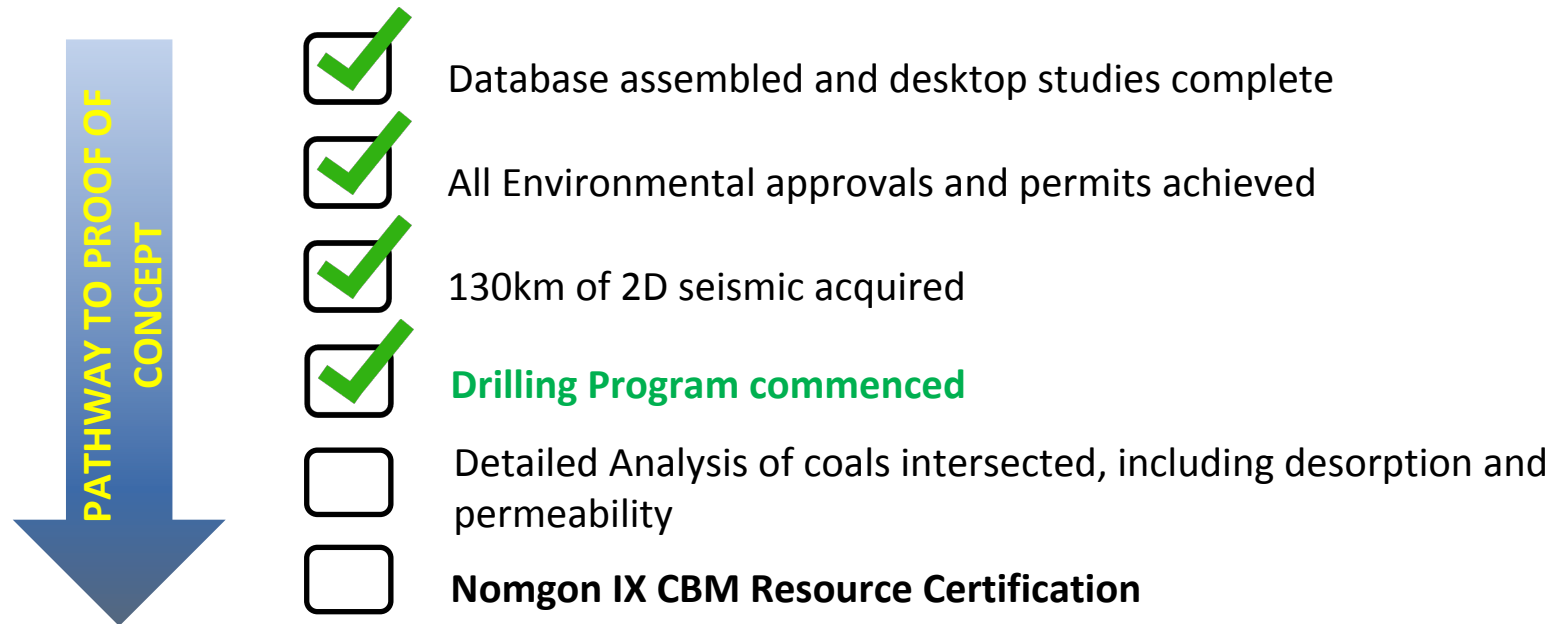 PATHWAY TO PROOF OF
CONCEPT
Database assembled and desktop studies complete
All Environmental approvals and permits achieved
130km of 2D seismic acquired
Drilling Program commenced
Detailed Analysis of coals intersected, including desorption and
permeability
Nomgon IX CBM Resource Certification